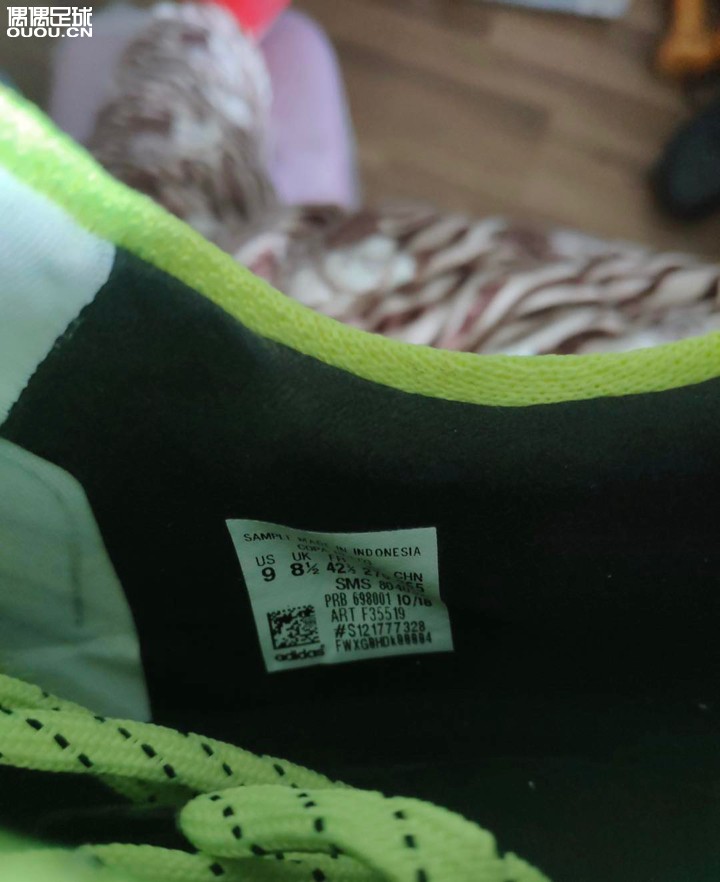 偶偶足球
OUOU.CN
SAMPLE MADE IN INDONESIA
COPA
US UK
9 8½ 42⅔ CHN
SMS
PRB 698001 10/18
ART F35519
#S121777328
adidas